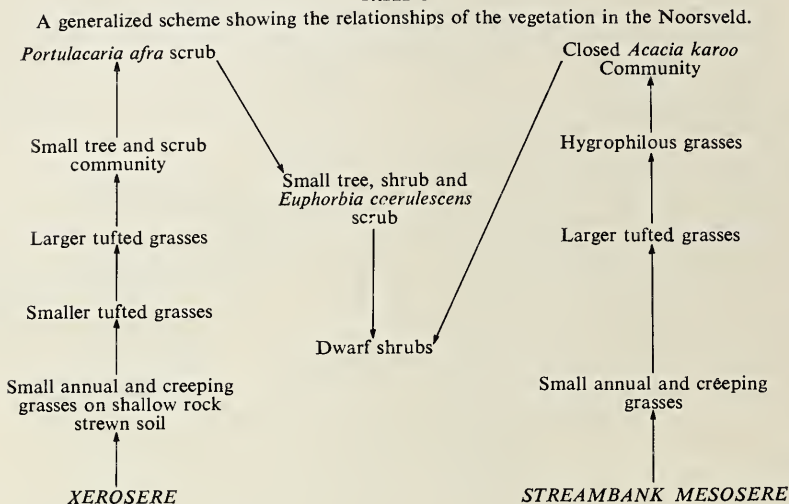 A generalized scheme showing the relationships of the vegetation in the Noorsveld.
Portulacaria afra scrub
Closed Acacia karoo
Community
Small tree and scrub
community
Hygrophilous grasses
Small tree, shrub and
Euphorbia coerulescens
scrub
Larger tufted grasses
Larger tufted grasses
Smaller tufted grasses
Dwarf shrubs
Small annual and creeping
grasses on shallow rock
strewn soil
Small annual and creeping
grasses
XEROSERE
STREAMBANK MESOSERE